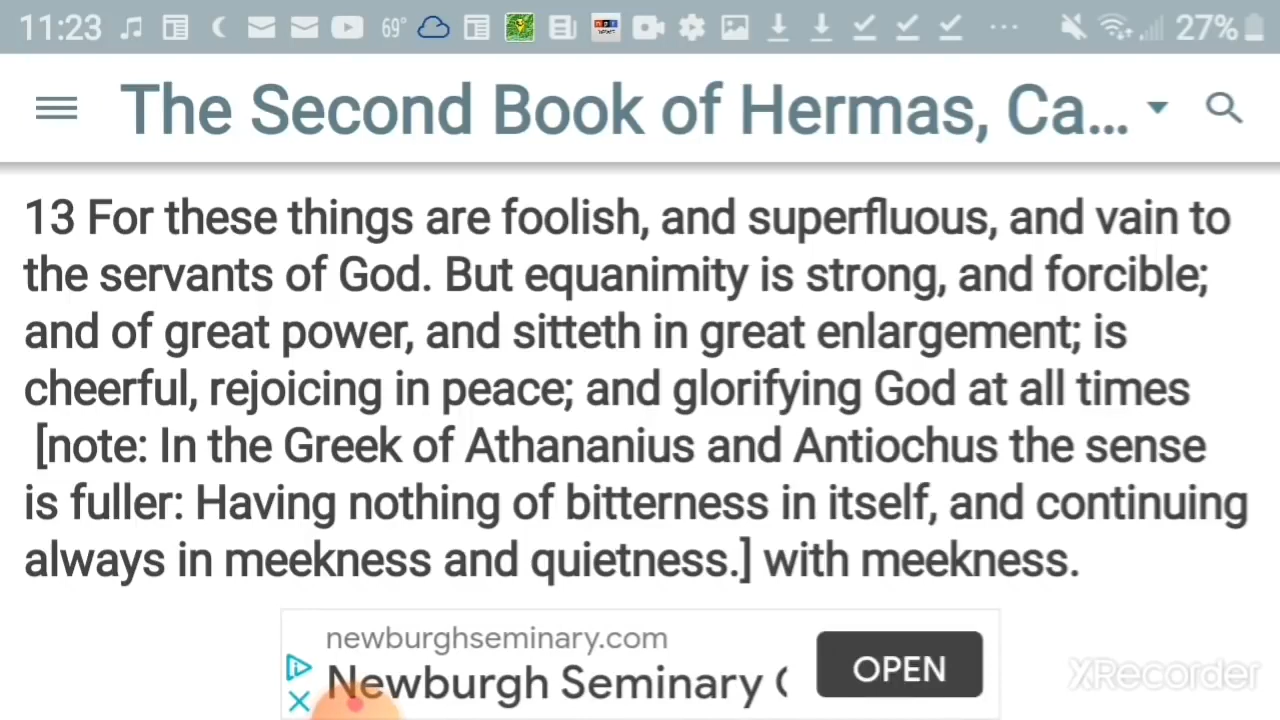 11:23 69° 27%
The Second Book of Hermas, Ca...
13 For these things are foolish, and superfluous, and vain to
the servants of God. But equanimity is strong, and forcible;
and of great power, and sitteth in great enlargement; is
cheerful, rejoicing in peace; and glorifying God at all times
[note: In the Greek of Athananius and Antiochus the sense
is fuller: Having nothing of bitterness in itself, and continuing
always in meekness and quietness.] with meekness.
newburghseminary.com
Newburgh Seminary (
OPEN
XRecorder